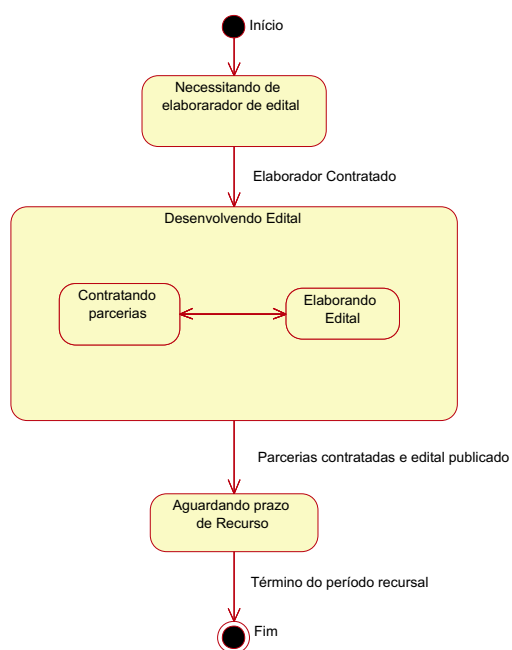 Início
Necessitando de
elaborarador de edital
Elaborador Contratado
Desenvolvendo Edital
Contratando
parcerias
Elaborando
Edital
Parcerias contratadas e edital publicado
Aguardando prazo
de Recurso
Término do período recursal
Fim